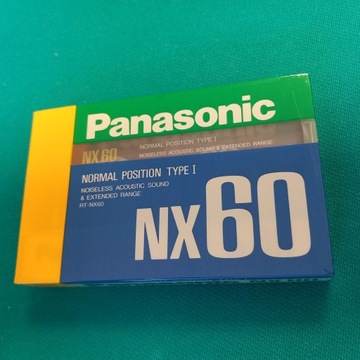 Panasonic
NX60
NORMAL POSITION TYPE I
NOISELESS ACOUSTIC SOUND & EXTENDED RANGE
NORMAL POSITION TYPE I
NOISELESS ACOUSTIC SOUND
& EXTENDED RANGE
RT-NX60
NX60